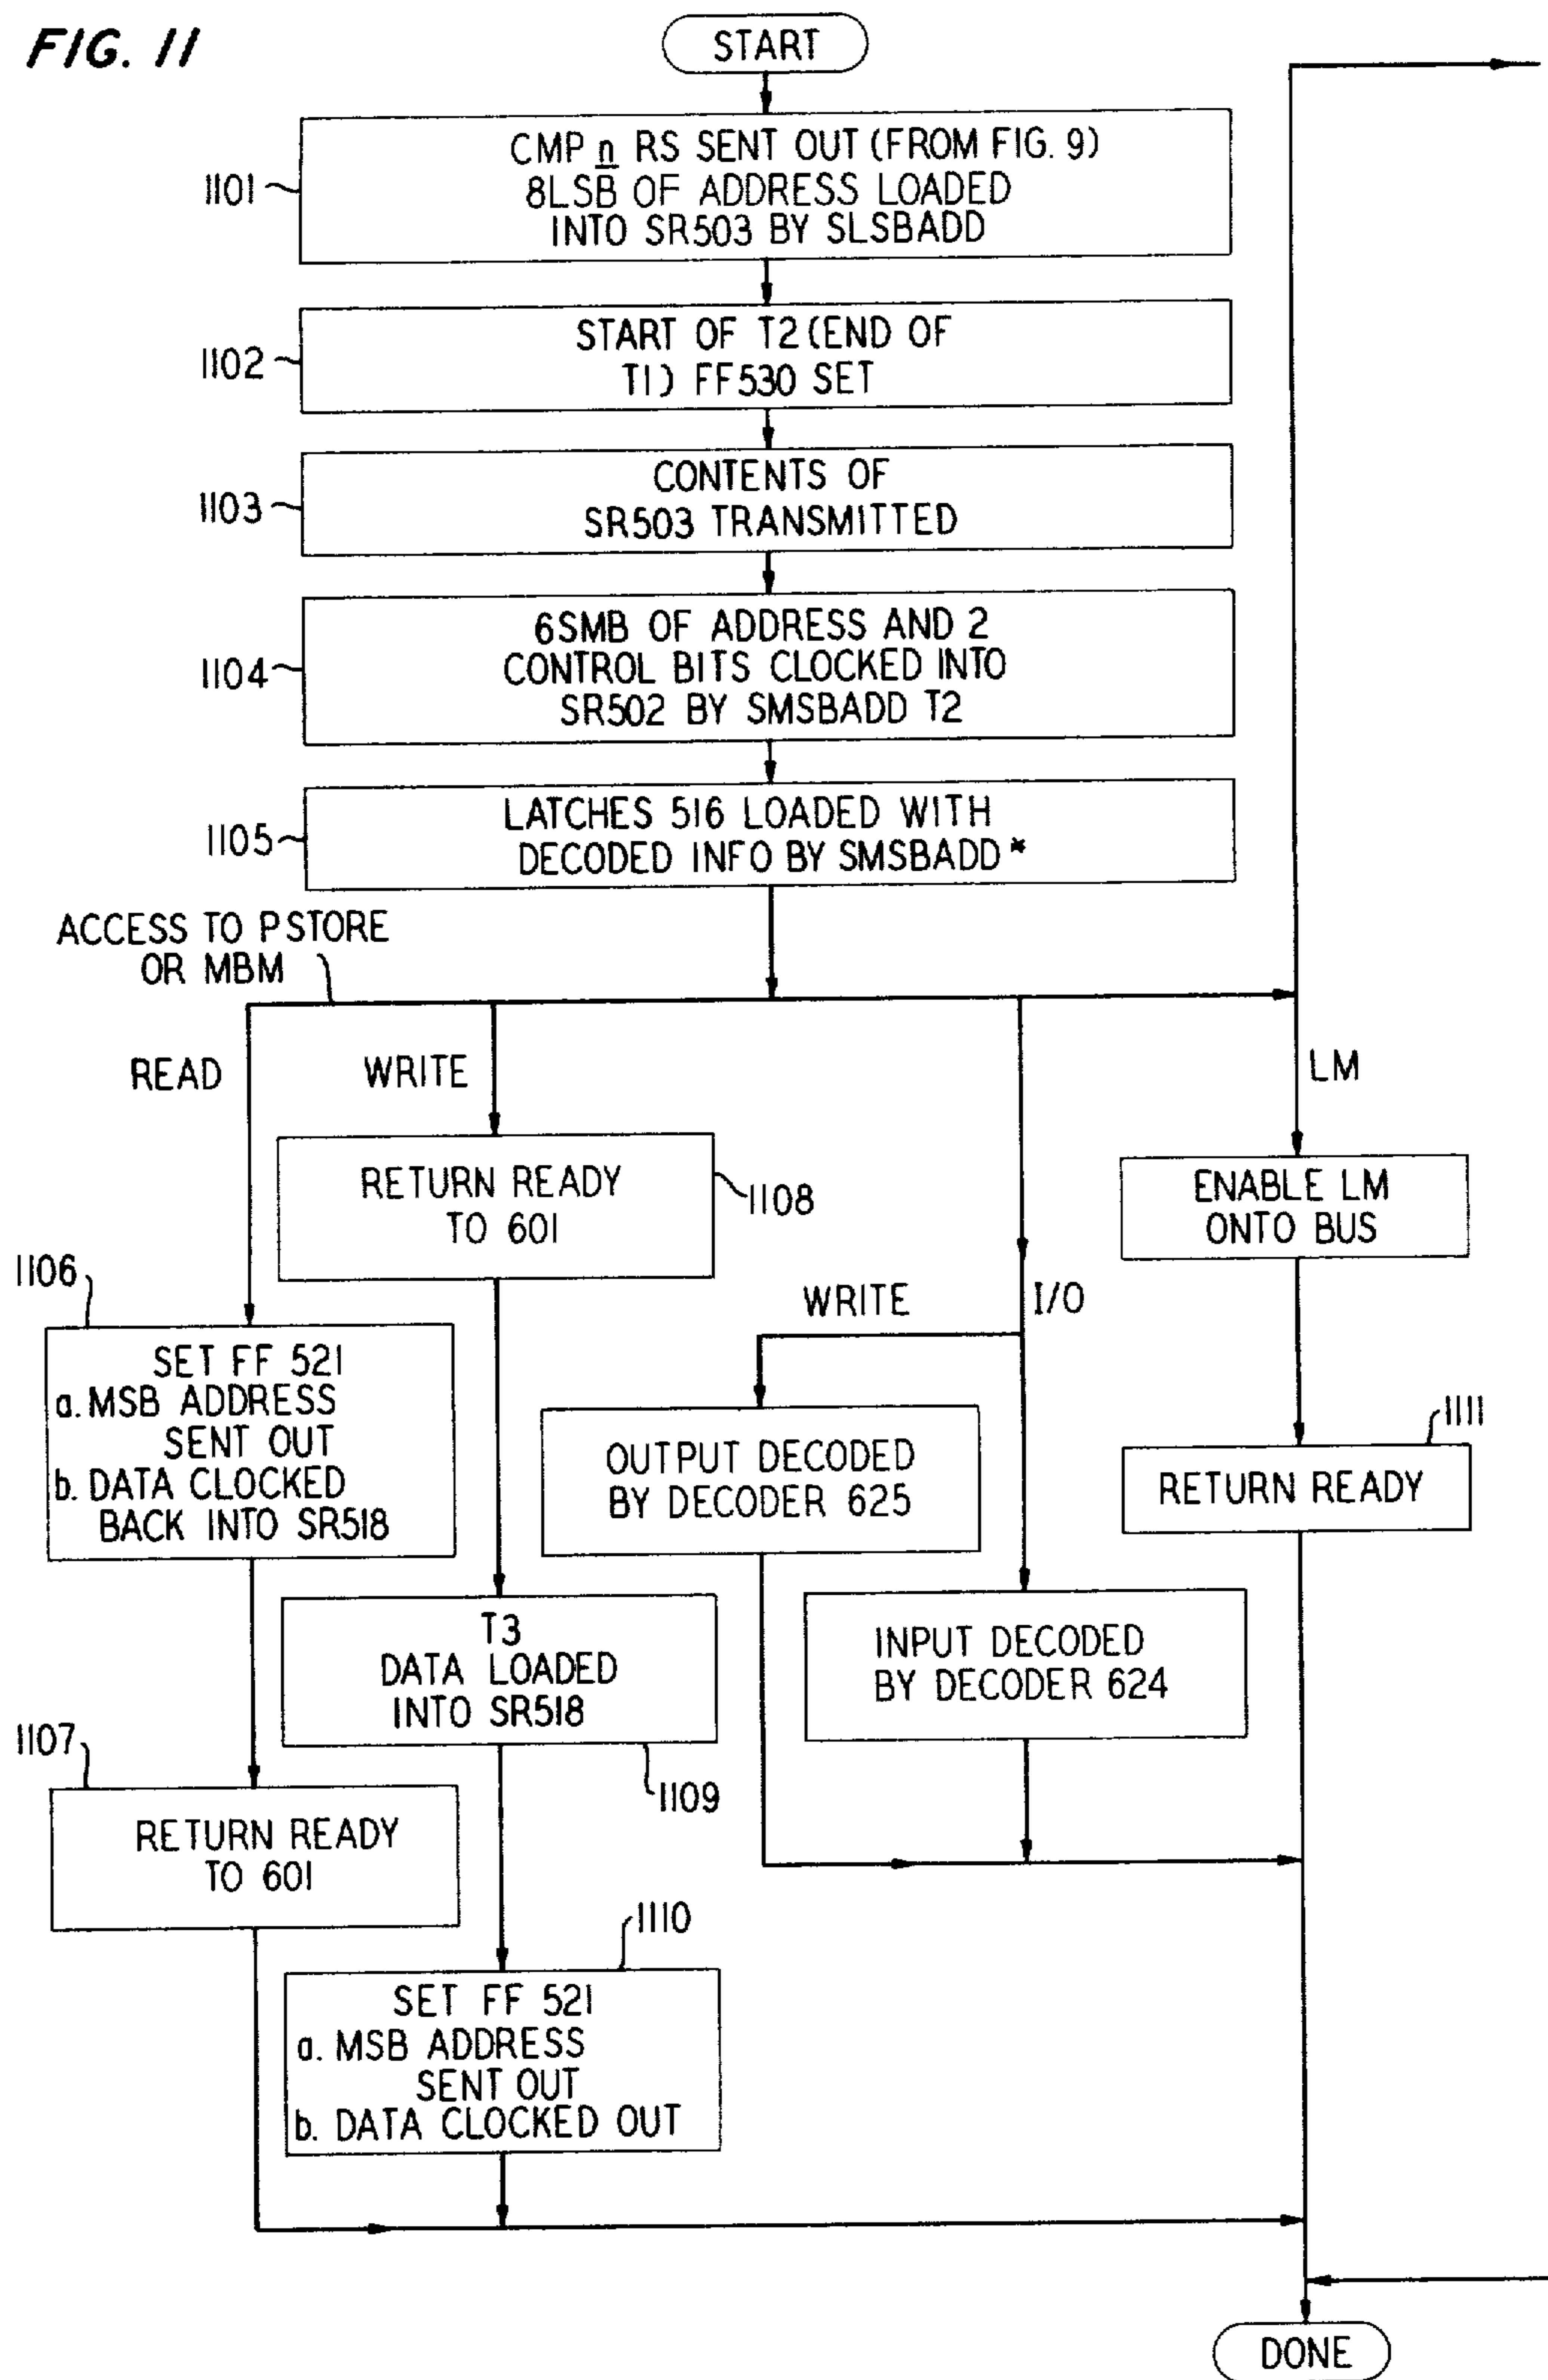 FIG. 11
START
1101
CMP n RS SENT OUT (FROM FIG. 9)
8LSB OF ADDRESS LOADED
INTO SR503 BY SLSBADD
1102
START OF T2 (END OF
T1) FF530 SET
1103
CONTENTS OF
SR503 TRANSMITTED
1104
6SMB OF ADDRESS AND 2
CONTROL BITS CLOCKED INTO
SR502 BY SMSBADD T2
1105
LATCHES 516 LOADED WITH
DECODED INFO BY SMSBADD*
ACCESS TO PSTORE
OR MBM
READ
WRITE
LM
RETURN READY
TO 601
1108
ENABLE LM
ONTO BUS
1106
SET FF 521
a. MSB ADDRESS
SENT OUT
b. DATA CLOCKED
BACK INTO SR518
WRITE
I/O
OUTPUT DECODED
BY DECODER 625
1111
RETURN READY
T3
DATA LOADED
INTO SR518
1109
INPUT DECODED
BY DECODER 624
1107
RETURN READY
TO 601
1110
SET FF 521
a. MSB ADDRESS
SENT OUT
b. DATA CLOCKED OUT
DONE